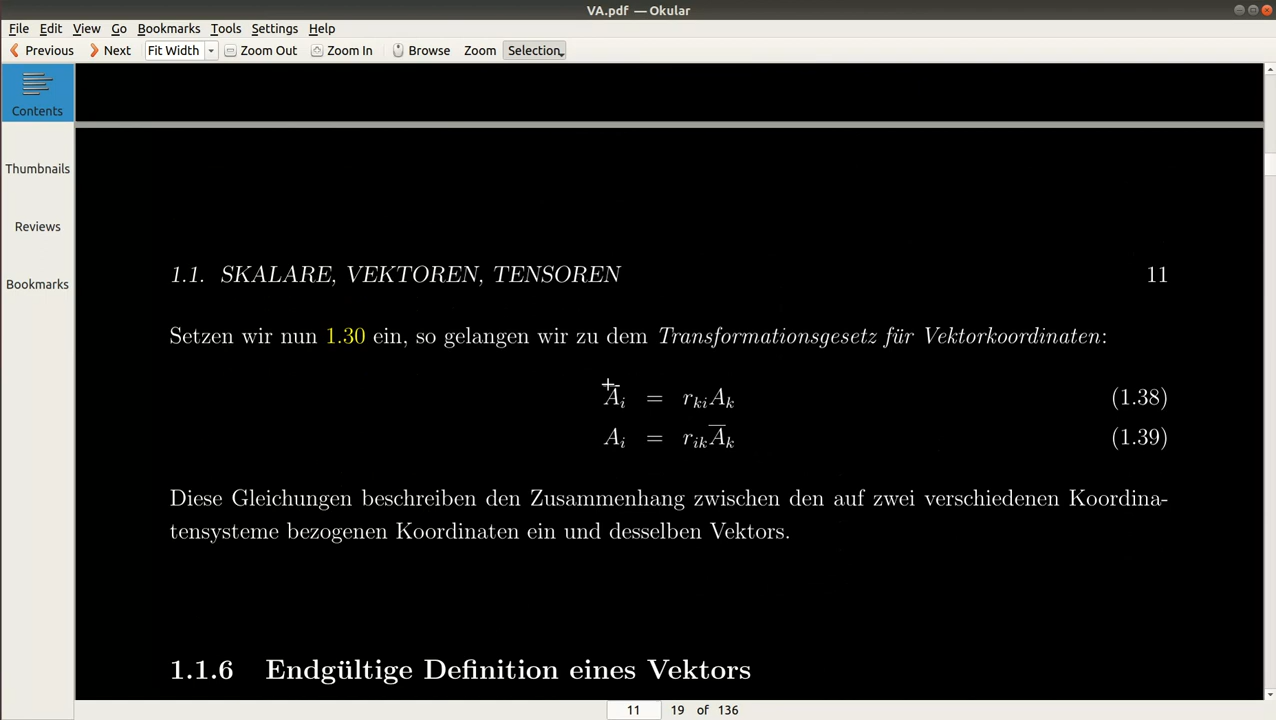 VA.pdf — Okular
File Edit View Go Bookmarks Tools Settings Help
Previous Next Fit Width Zoom Out Zoom In Browse Zoom Selection
Contents
Thumbnails
Reviews
Bookmarks
1.1. SKALARE, VEKTOREN, TENSOREN 11
Setzen wir nun 1.30 ein, so gelangen wir zu dem Transformationsgesetz für Vektorkoordinaten:
A̅ᵢ = rₖᵢAₖ (1.38)
Aᵢ = rᵢₖA̅ₖ (1.39)
Diese Gleichungen beschreiben den Zusammenhang zwischen den auf zwei verschiedenen Koordina-
tensysteme bezogenen Koordinaten ein und desselben Vektors.
1.1.6 Endgültige Definition eines Vektors
11 19 of 136